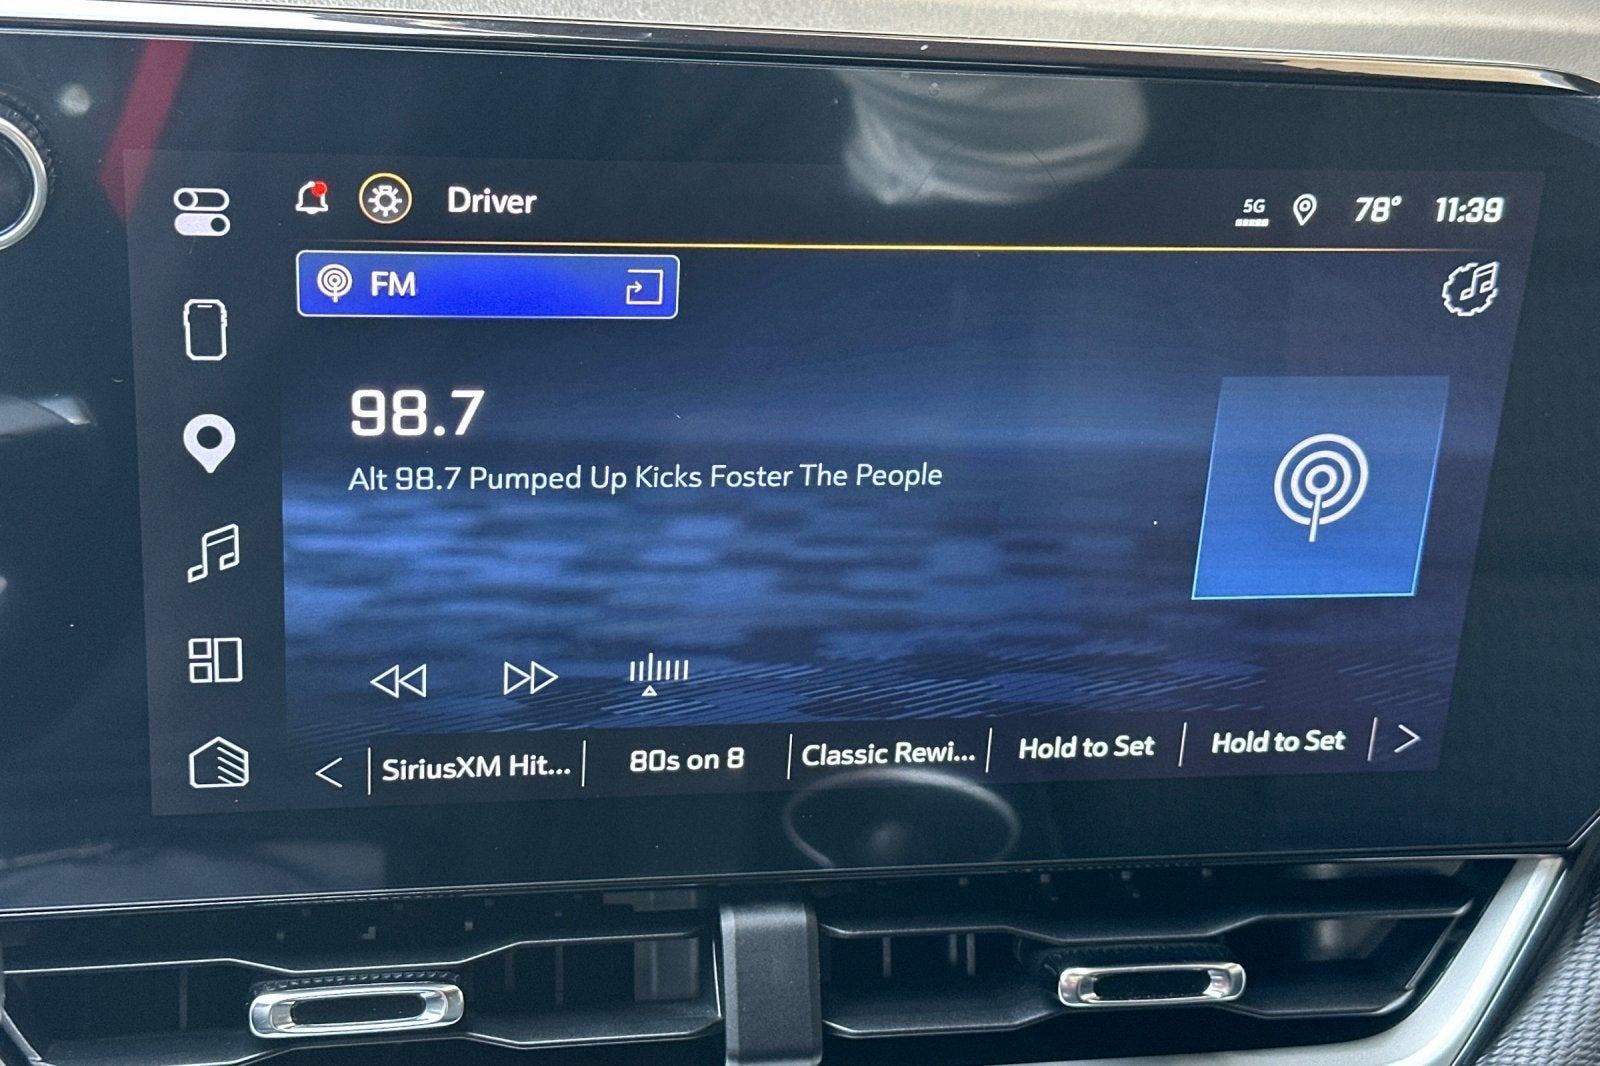 Driver
5G
78°
11:39
FM
98.7
Alt 98.7 Pumped Up Kicks Foster The People
SiriusXM Hit...
80s on 8
Classic Rewi...
Hold to Set
Hold to Set